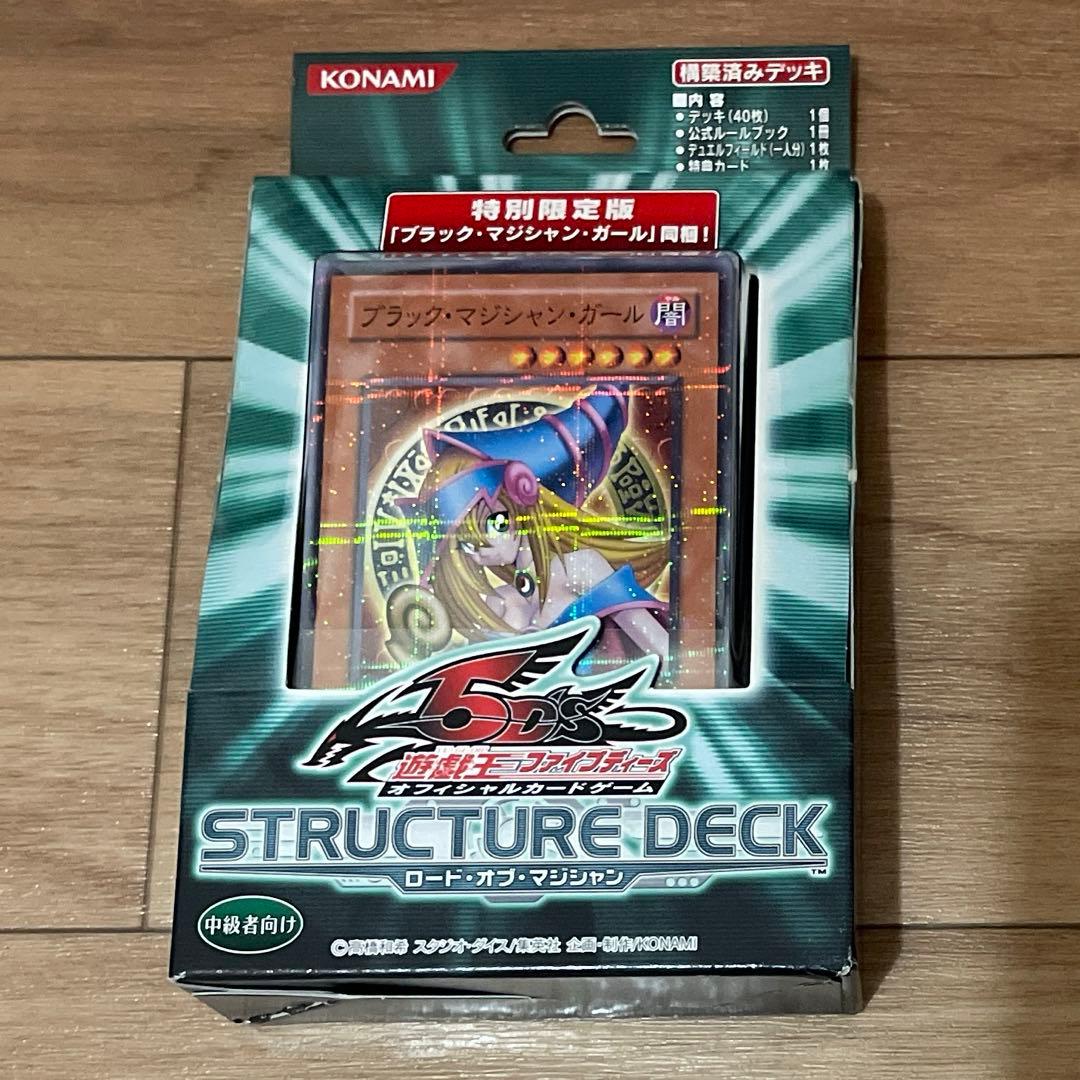 KONAMI
構築済みデッキ
■内 容
●デッキ(40枚) 1個
●公式ルールブック 1冊
●デュエルフィールド(一人分) 1枚
●特典カード 1枚
特別限定版
「ブラック・マジシャン・ガール」同梱!
ブラック・マジシャン・ガール
闇
5D'S
遊戯王ファイブディーズ
オフィシャルカードゲーム
STRUCTURE DECK
TM
ロード・オブ・マジシャン
中級者向け
©高橋和希 スタジオ・ダイス/集英社 企画・制作/KONAMI